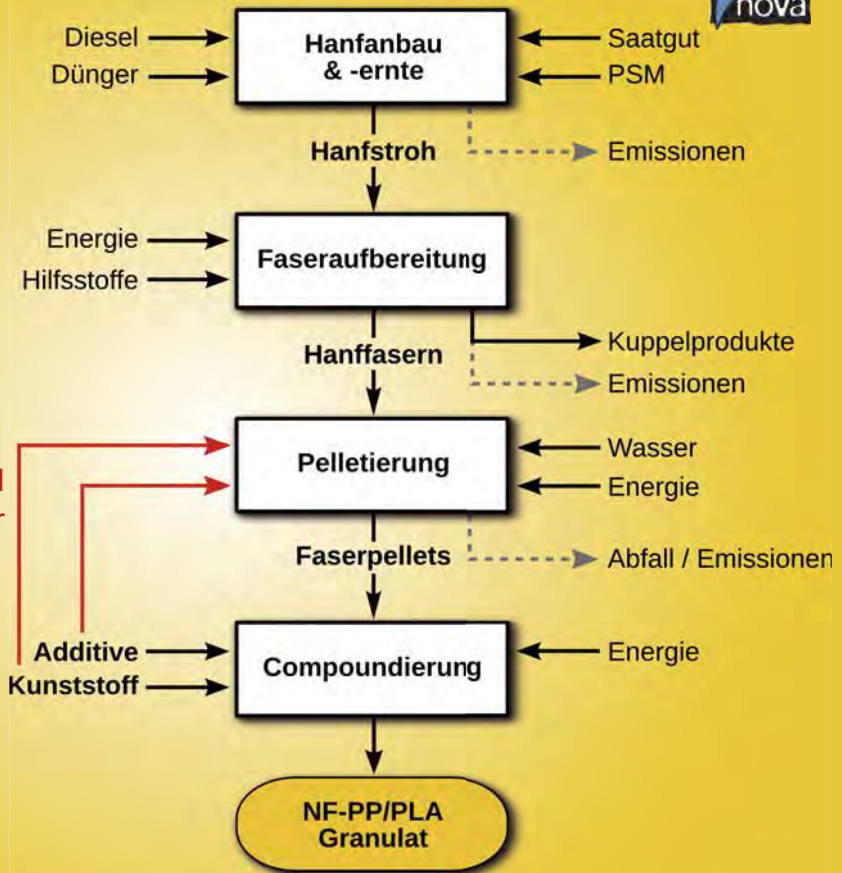 nova
Diesel
Dünger
Hanfanbau
& -ernte
Saatgut
PSM
Hanfstroh
Emissionen
Energie
Hilfsstoffe
Faseraufbereitung
Hanffasern
Kuppelprodukte
Emissionen
Pelletierung
Wasser
Energie
Faserpellets
Abfall / Emissionen
Additive
Kunststoff
Compoundierung
Energie
NF-PP/PLA
Granulat